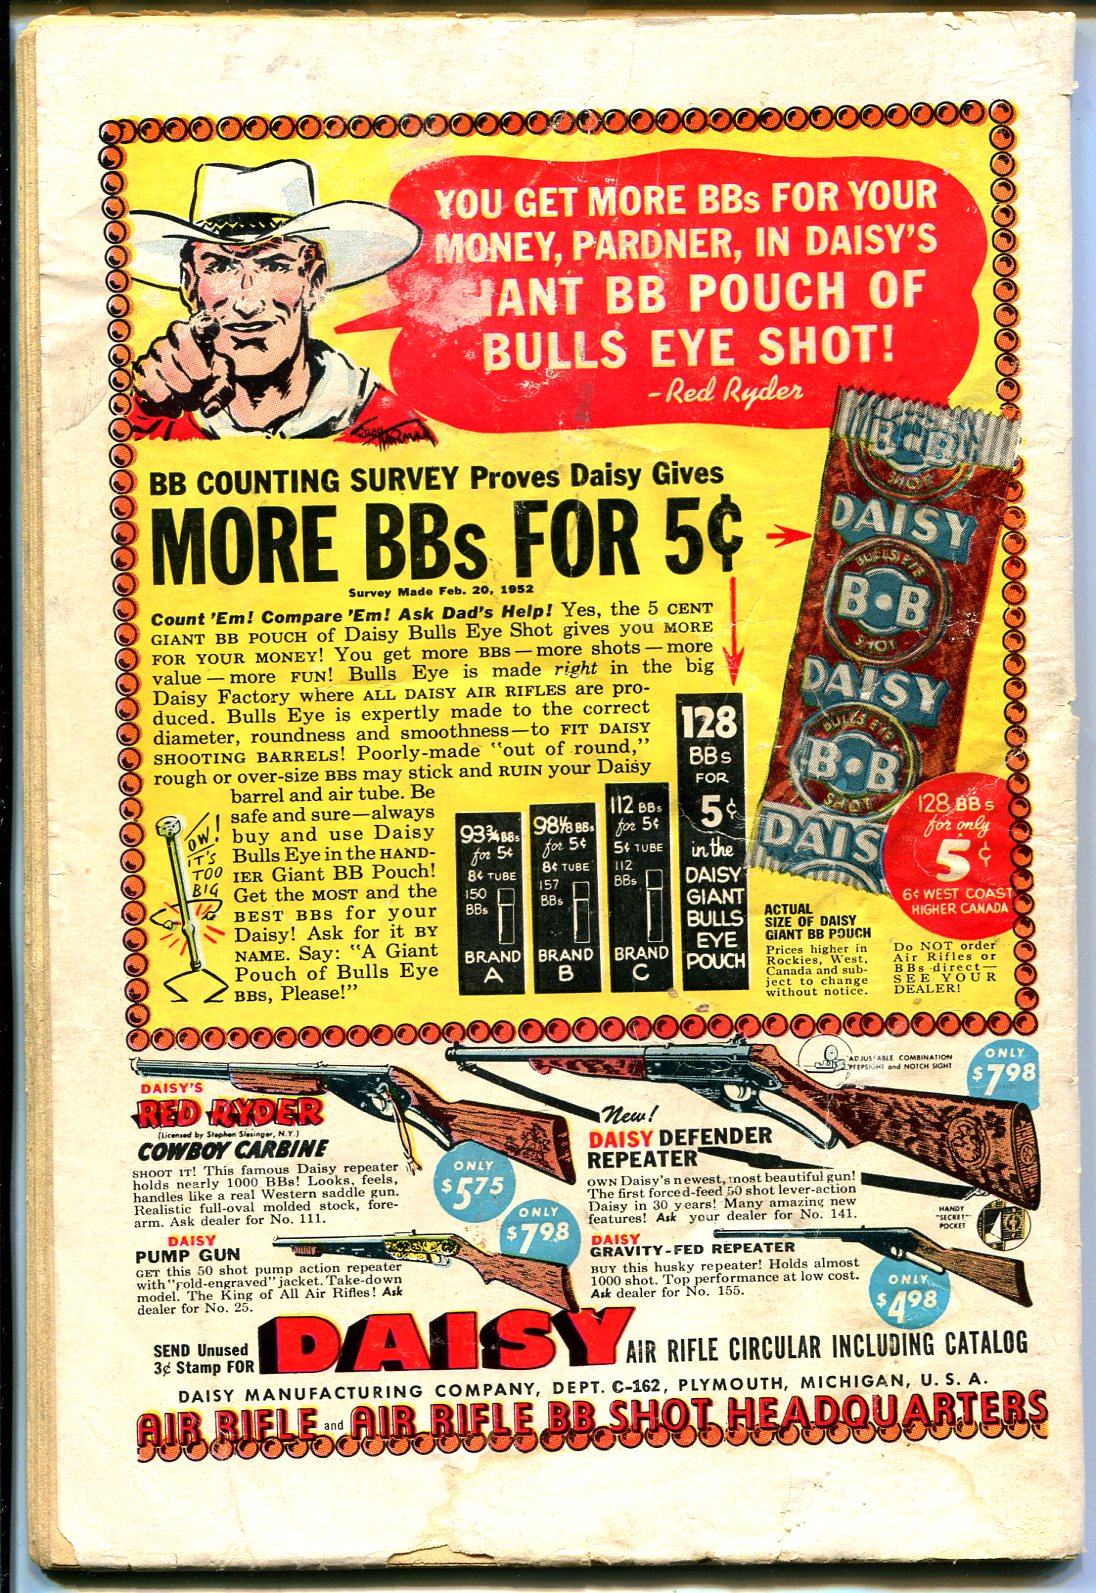 YOU GET MORE BBs FOR YOUR
MONEY, PARDNER, IN DAISY'S
GIANT BB POUCH OF
BULLS EYE SHOT!
-Red Ryder
BB COUNTING SURVEY Proves Daisy Gives
MORE BBs FOR 5¢
Survey Made Feb. 20, 1952
Count 'Em! Compare 'Em! Ask Dad's Help! Yes, the 5 CENT
GIANT BB POUCH of Daisy Bulls Eye Shot gives you MORE
FOR YOUR MONEY! You get more BBS — more shots — more
value — more FUN! Bulls Eye is made right in the big
Daisy Factory where ALL DAISY AIR RIFLES are pro-
duced. Bulls Eye is expertly made to the correct
diameter, roundness and smoothness—to FIT DAISY
SHOOTING BARRELS! Poorly-made "out of round,"
rough or over-size BBS may stick and RUIN your Daisy
barrel and air tube. Be
safe and sure—always
buy and use Daisy
Bulls Eye in the HAND-
IER Giant BB Pouch!
Get the MOST and the
BEST BBS for your
Daisy! Ask for it BY
NAME. Say: "A Giant
Pouch of Bulls Eye
BBS, Please!"
OW!
IT'S
TOO
BIG
93¾ BBs
for 5¢
8¢ TUBE
150
BBs
BRAND
A
98⅛ BBs
for 5¢
8¢ TUBE
157
BBs
BRAND
B
112 BBs
for 5¢
5¢ TUBE
112
BBs
BRAND
C
128
BBs
FOR
5¢
in the
DAISY
GIANT
BULLS
EYE
POUCH
B•B
SHOT
DAISY
BULLS EYE
B•B
SHOT
DAISY
BULLS EYE
B•B
SHOT
DAIS
128 BBs
for only
5¢
6¢ WEST COAST
HIGHER CANADA
ACTUAL
SIZE OF DAISY
GIANT BB POUCH
Prices higher in
Rockies, West,
Canada and sub-
ject to change
without notice.
Do NOT order
Air Rifles or
BBs direct—
SEE YOUR
DEALER!
DAISY'S
RED RYDER
(Licensed by Stephen Slesinger, N.Y.)
COWBOY CARBINE
SHOOT IT! This famous Daisy repeater
holds nearly 1000 BBs! Looks, feels,
handles like a real Western saddle gun.
Realistic full-oval molded stock, fore-
arm. Ask dealer for No. 111.
ONLY
$5.75
ADJUSTABLE COMBINATION
PEEPSIGHT and NOTCH SIGHT
ONLY
$7.98
New!
DAISY DEFENDER
REPEATER
OWN Daisy's newest, most beautiful gun!
The first forced-feed 50 shot lever-action
Daisy in 30 years! Many amazing new
features! Ask your dealer for No. 141.
HANDY
"SECRET"
POCKET
DAISY
PUMP GUN
GET this 50 shot pump action repeater
with "gold-engraved" jacket. Take-down
model. The King of All Air Rifles! Ask
dealer for No. 25.
ONLY
$7.98
DAISY
GRAVITY-FED REPEATER
BUY this husky repeater! Holds almost
1000 shot. Top performance at low cost.
Ask dealer for No. 155.
ONLY
$4.98
SEND Unused
3¢ Stamp FOR
DAISY
AIR RIFLE CIRCULAR INCLUDING CATALOG
DAISY MANUFACTURING COMPANY, DEPT. C-162, PLYMOUTH, MICHIGAN, U. S. A.
AIR RIFLE and AIR RIFLE BB SHOT HEADQUARTERS